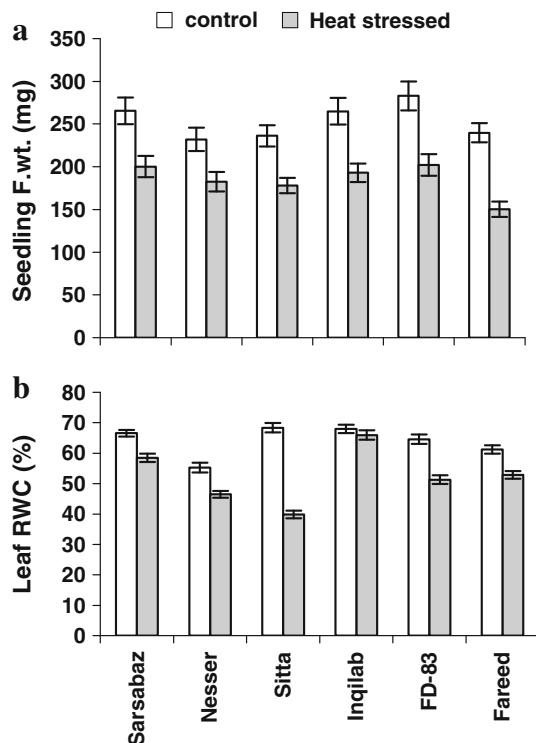 a
control
Heat stressed
Seedling F.wt. (mg)
350
300
250
200
150
100
50
0
b
Leaf RWC (%)
80
70
60
50
40
30
20
10
0
Sarsabaz
Nesser
Sitta
Inqilab
FD-83
Fareed